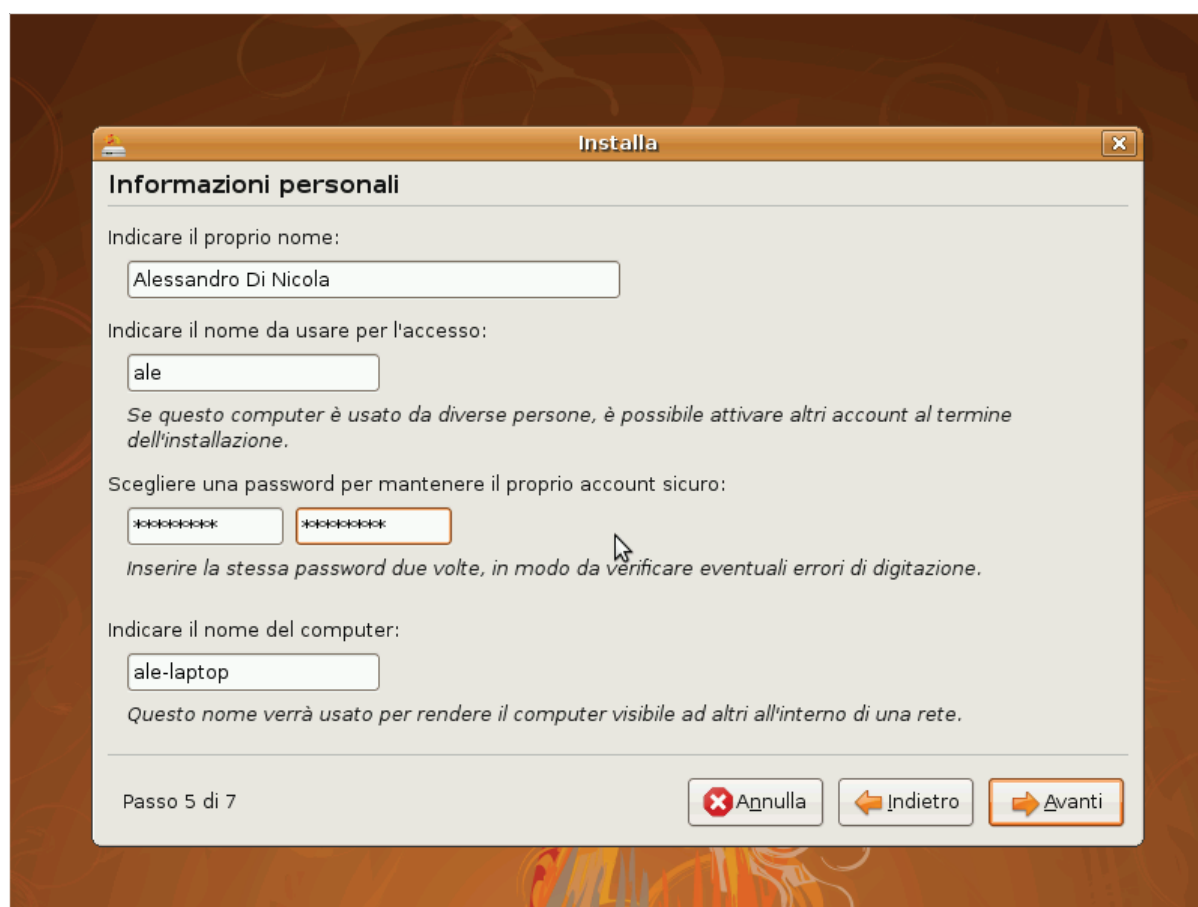 Installa
Informazioni personali
Indicare il proprio nome:
Alessandro Di Nicola
Indicare il nome da usare per l'accesso:
ale
Se questo computer è usato da diverse persone, è possibile attivare altri account al termine
dell'installazione.
Scegliere una password per mantenere il proprio account sicuro:
******** ********
Inserire la stessa password due volte, in modo da verificare eventuali errori di digitazione.
Indicare il nome del computer:
ale-laptop
Questo nome verrà usato per rendere il computer visibile ad altri all'interno di una rete.
Passo 5 di 7 Annulla Indietro Avanti